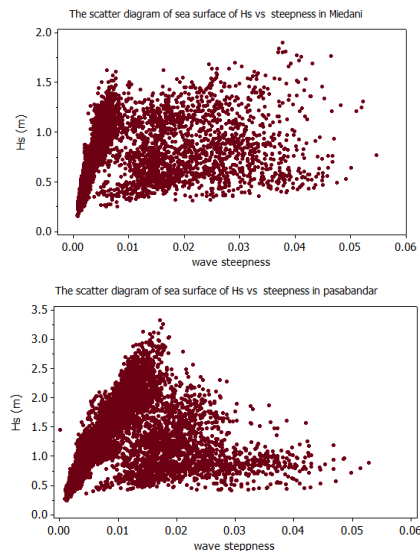 The scatter diagram of sea surface of Hs vs steepness in Miedani
2.0
1.5
1.0
0.5
0.0
Hs (m)
0.00 0.01 0.02 0.03 0.04 0.05 0.06
wave steepness
The scatter diagram of sea surface of Hs vs steepness in pasabandar
3.5
3.0
2.5
2.0
1.5
1.0
0.5
0.0
Hs (m)
0.00 0.01 0.02 0.03 0.04 0.05 0.06
wave steppness